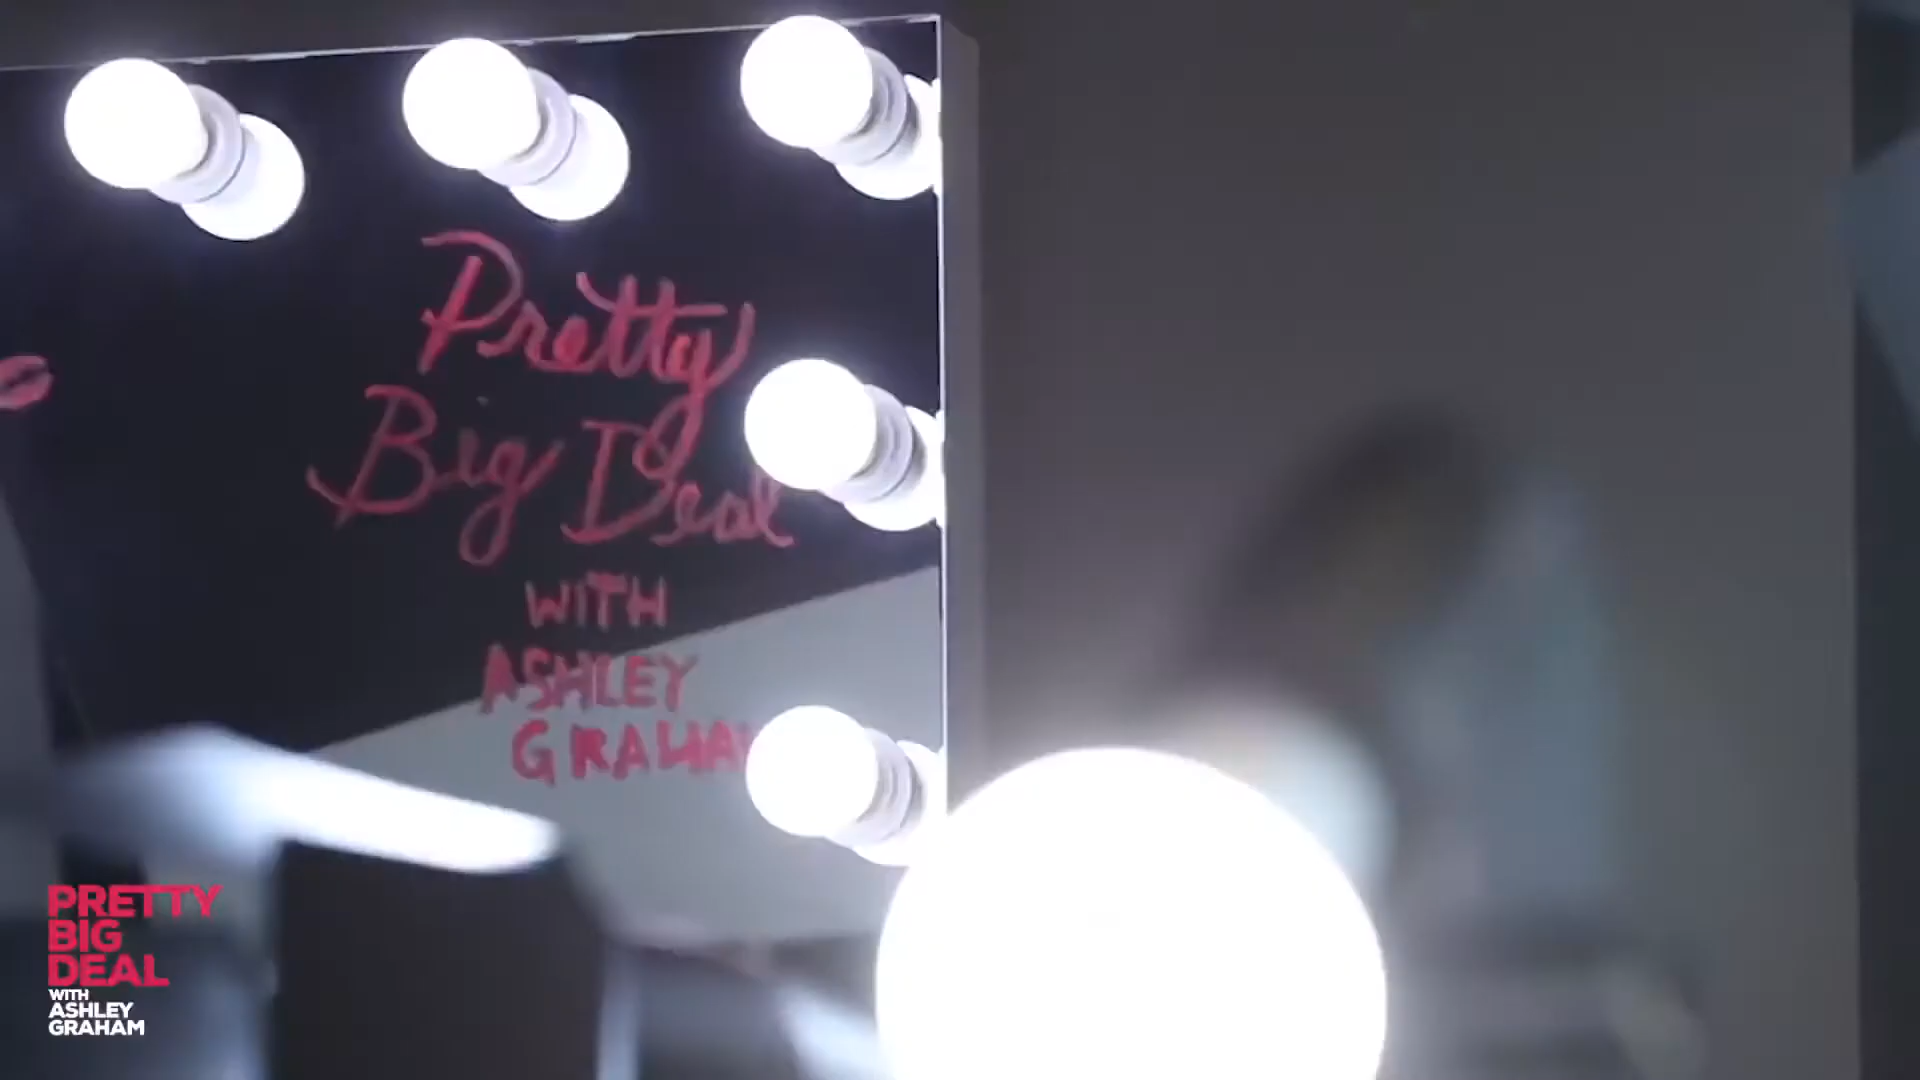 Pretty
Big Deal
WITH
ASHLEY
GRAHAM
PRETTY
BIG
DEAL
WITH
ASHLEY
GRAHAM